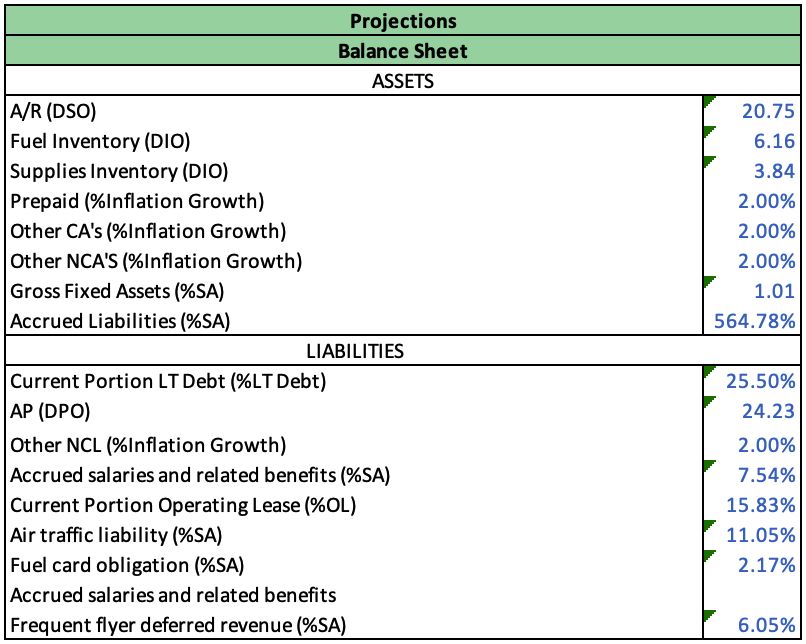 Projections
Balance Sheet
ASSETS
A/R (DSO) 20.75
Fuel Inventory (DIO) 6.16
Supplies Inventory (DIO) 3.84
Prepaid (%Inflation Growth) 2.00%
Other CA's (%Inflation Growth) 2.00%
Other NCA'S (%Inflation Growth) 2.00%
Gross Fixed Assets (%SA) 1.01
Accrued Liabilities (%SA) 564.78%
LIABILITIES
Current Portion LT Debt (%LT Debt) 25.50%
AP (DPO) 24.23
Other NCL (%Inflation Growth) 2.00%
Accrued salaries and related benefits (%SA) 7.54%
Current Portion Operating Lease (%OL) 15.83%
Air traffic liability (%SA) 11.05%
Fuel card obligation (%SA) 2.17%
Accrued salaries and related benefits
Frequent flyer deferred revenue (%SA) 6.05%